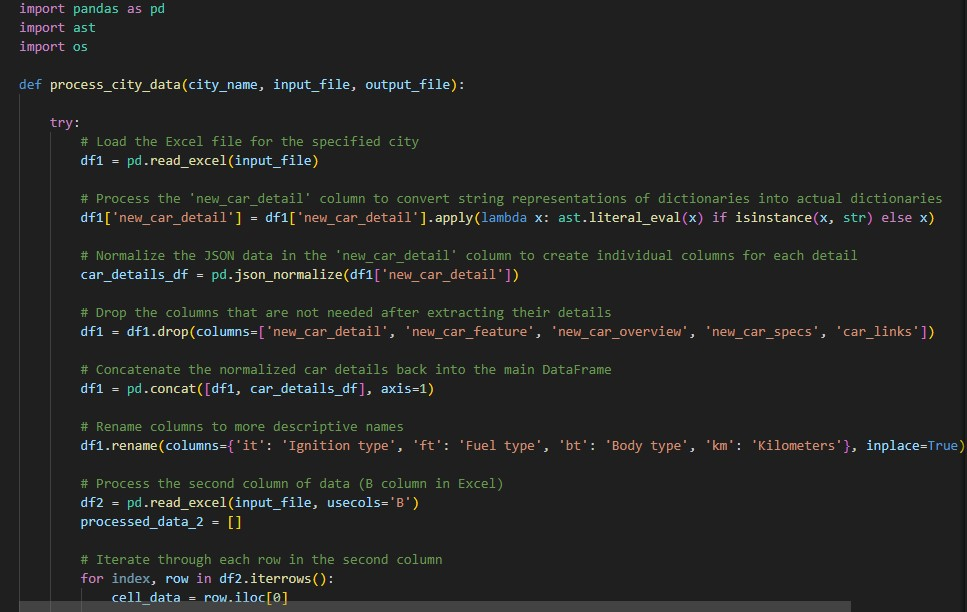 import pandas as pd
import ast
import os
def process_city_data(city_name, input_file, output_file):
try:
# Load the Excel file for the specified city
df1 = pd.read_excel(input_file)
# Process the 'new_car_detail' column to convert string representations of dictionaries into actual dictionaries
df1['new_car_detail'] = df1['new_car_detail'].apply(lambda x: ast.literal_eval(x) if isinstance(x, str) else x)
# Normalize the JSON data in the 'new_car_detail' column to create individual columns for each detail
car_details_df = pd.json_normalize(df1['new_car_detail'])
# Drop the columns that are not needed after extracting their details
df1 = df1.drop(columns=['new_car_detail', 'new_car_feature', 'new_car_overview', 'new_car_specs', 'car_links'])
# Concatenate the normalized car details back into the main DataFrame
df1 = pd.concat([df1, car_details_df], axis=1)
# Rename columns to more descriptive names
df1.rename(columns={'it': 'Ignition type', 'ft': 'Fuel type', 'bt': 'Body type', 'km': 'Kilometers'}, inplace=True)
# Process the second column of data (B column in Excel)
df2 = pd.read_excel(input_file, usecols='B')
processed_data_2 = []
# Iterate through each row in the second column
for index, row in df2.iterrows():
cell_data = row.iloc[0]